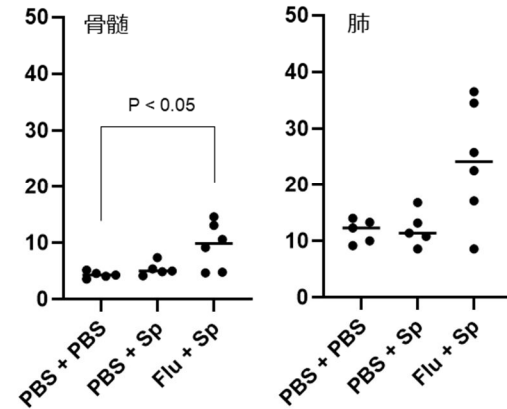 骨髄
50
40
30
20
10
0
P < 0.05
PBS + PBS
PBS + Sp
Flu + Sp
肺
50
40
30
20
10
0
PBS + PBS
PBS + Sp
Flu + Sp